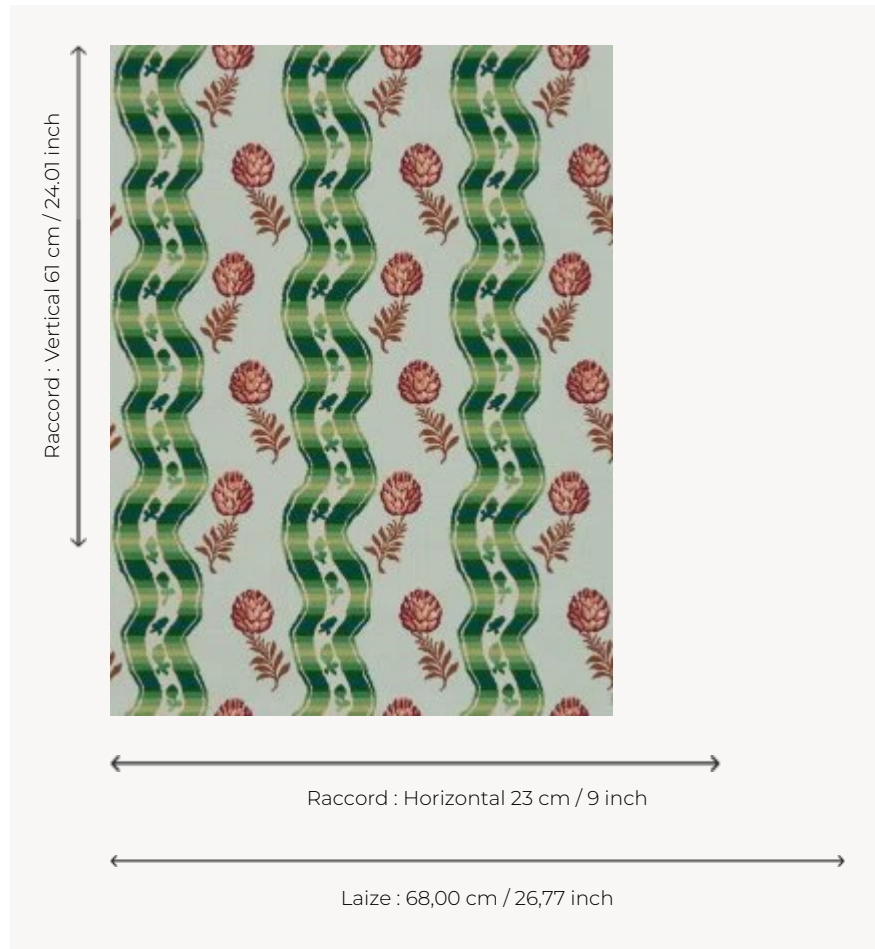 Raccord : Vertical 61 cm / 24.01 inch
Raccord : Horizontal 23 cm / 9 inch
Laize : 68,00 cm / 26,77 inch